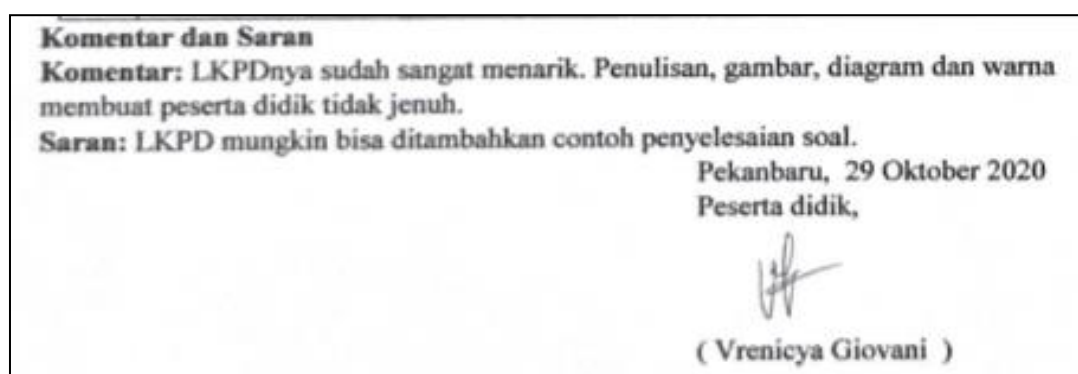 Komentar dan Saran
Komentar: LKPDnya sudah sangat menarik. Penulisan, gambar, diagram dan warna
membuat peserta didik tidak jenuh.
Saran: LKPD mungkin bisa ditambahkan contoh penyelesaian soal.
Pekanbaru, 29 Oktober 2020
Peserta didik,
( Vrenicya Giovani )